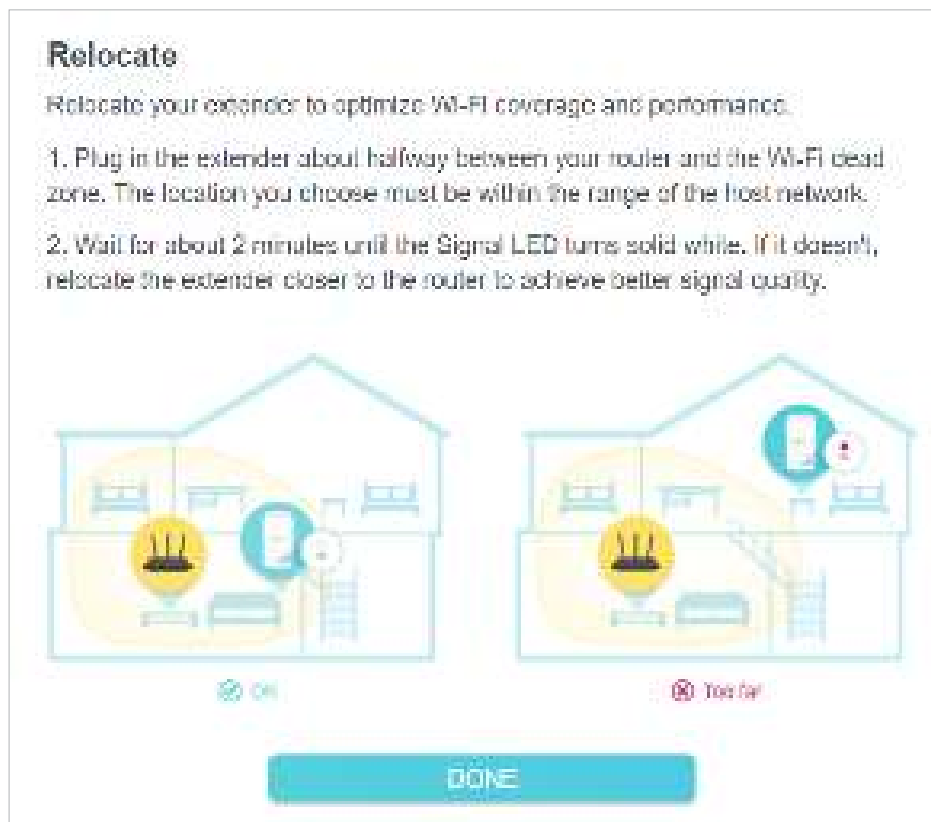 Relocate
Relocate your extender to optimize Wi-Fi coverage and performance.
1. Plug in the extender about halfway between your router and the Wi-Fi dead
zone. The location you choose must be within the range of the host network.
2. Wait for about 2 minutes until the Signal LED turns solid white. If it doesn't,
relocate the extender closer to the router to achieve better signal quality.
OK
Too far
DONE